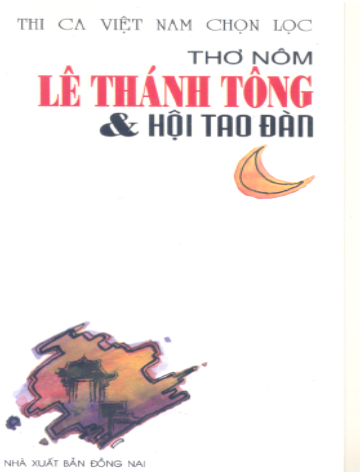 THI CA VIỆT NAM CHỌN LỌC
THƠ NÔM
LÊ THÁNH TÔNG
& HỘI TAO ĐÀN
NHÀ XUẤT BẢN ĐỒNG NAI